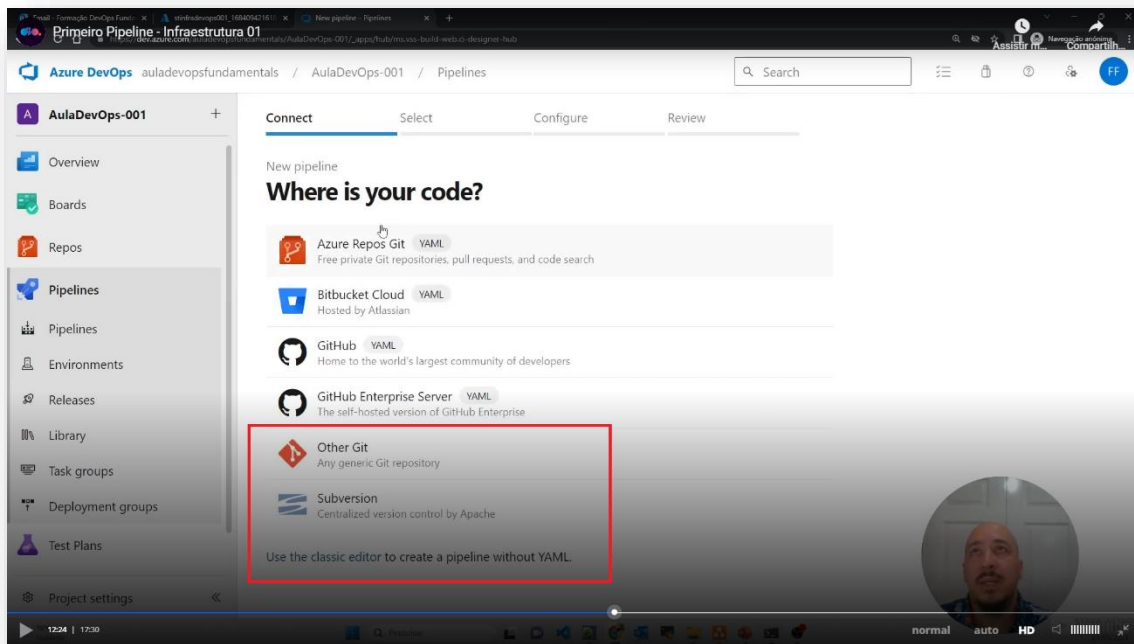 Primeiro Pipeline - Infraestrutura 01
Assistir m... Compartilh...
Azure DevOps auladevopsfundamentals / AulaDevOps-001 / Pipelines
Search
FF
A AulaDevOps-001 +
Overview
Boards
Repos
Pipelines
Pipelines
Environments
Releases
Library
Task groups
Deployment groups
Test Plans
Project settings
Connect Select Configure Review
New pipeline
Where is your code?
Azure Repos Git YAML
Free private Git repositories, pull requests, and code search
Bitbucket Cloud YAML
Hosted by Atlassian
GitHub YAML
Home to the world's largest community of developers
GitHub Enterprise Server YAML
The self-hosted version of GitHub Enterprise
Other Git
Any generic Git repository
Subversion
Centralized version control by Apache
Use the classic editor to create a pipeline without YAML.
12:24 | 17:30
normal auto HD